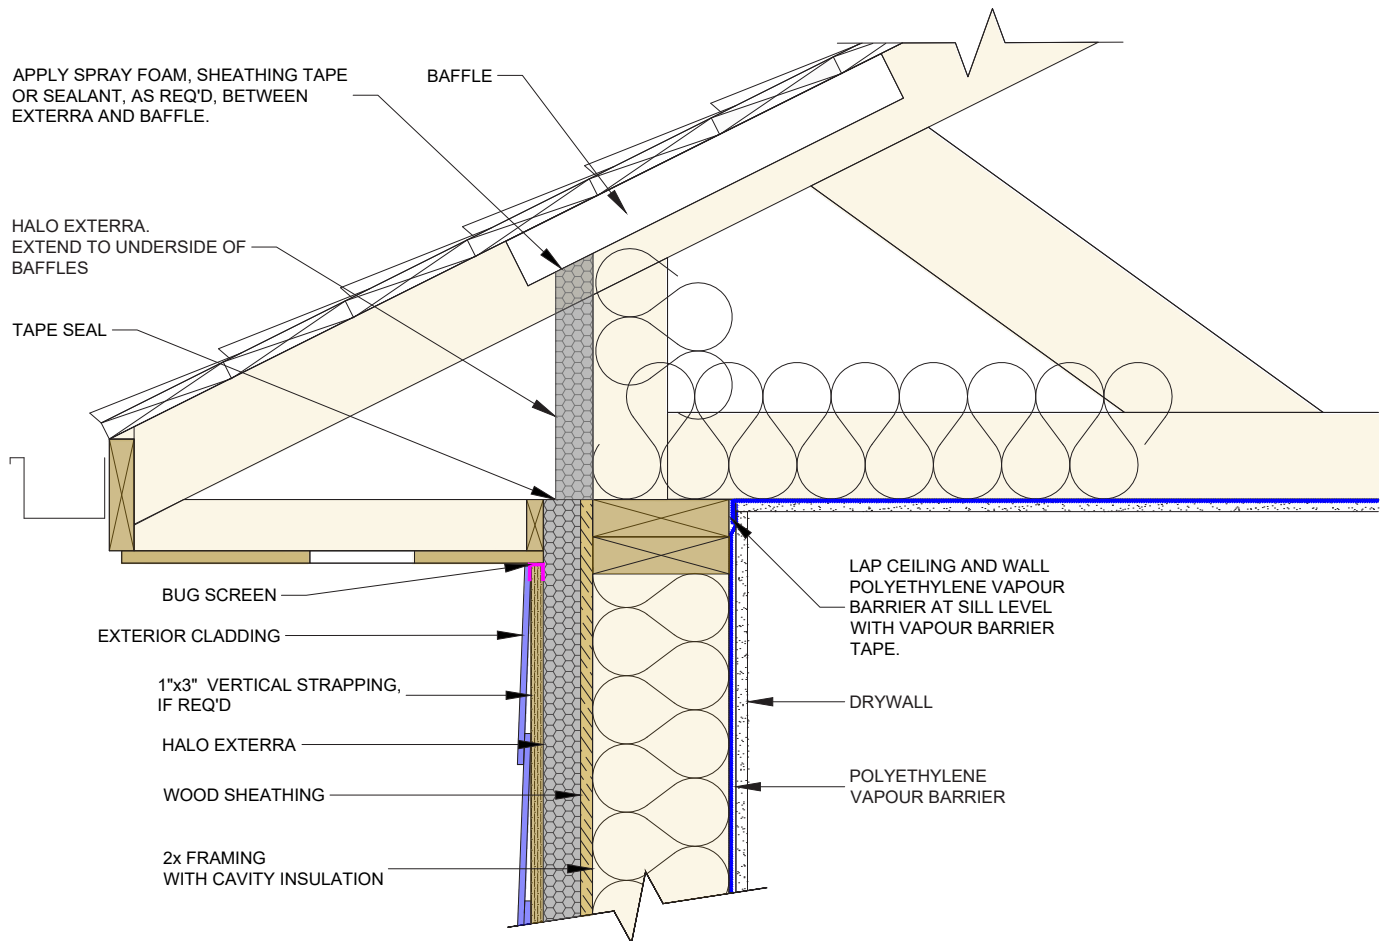 APPLY SPRAY FOAM, SHEATHING TAPE
OR SEALANT, AS REQ'D, BETWEEN
EXTERRA AND BAFFLE.
BAFFLE
HALO EXTERRA.
EXTEND TO UNDERSIDE OF
BAFFLES
TAPE SEAL
BUG SCREEN
EXTERIOR CLADDING
1"x3" VERTICAL STRAPPING,
IF REQ'D
HALO EXTERRA
WOOD SHEATHING
2x FRAMING
WITH CAVITY INSULATION
LAP CEILING AND WALL
POLYETHYLENE VAPOUR
BARRIER AT SILL LEVEL
WITH VAPOUR BARRIER
TAPE.
DRYWALL
POLYETHYLENE
VAPOUR BARRIER